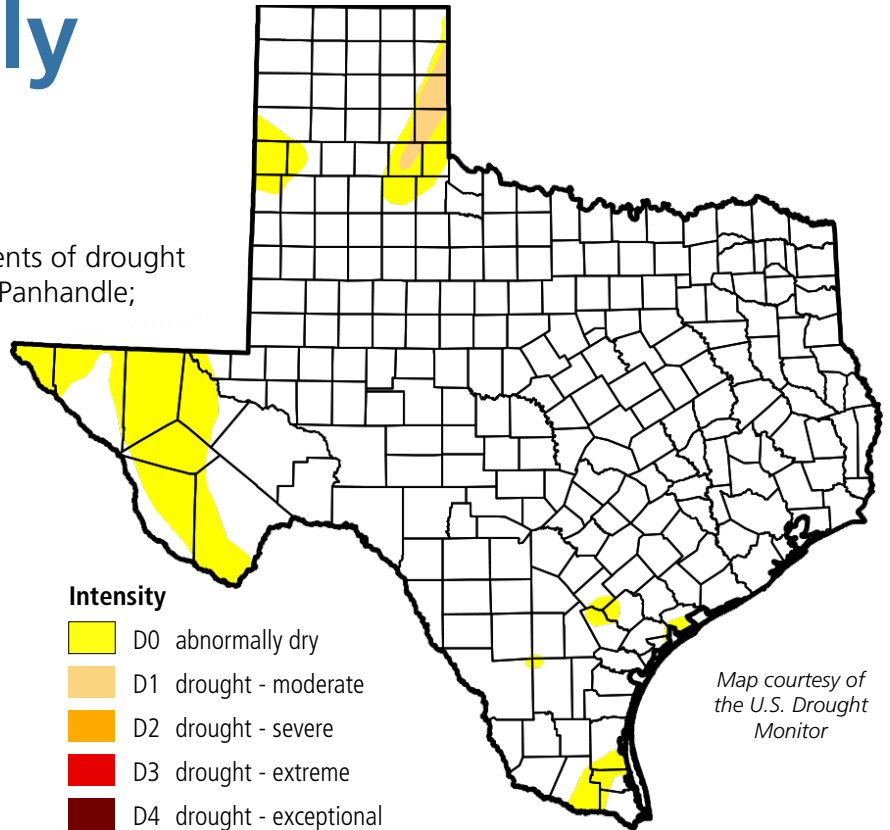 ly
ents of drought
Panhandle;
Intensity
D0 abnormally dry
D1 drought - moderate
D2 drought - severe
D3 drought - extreme
D4 drought - exceptional
Map courtesy of
the U.S. Drought
Monitor